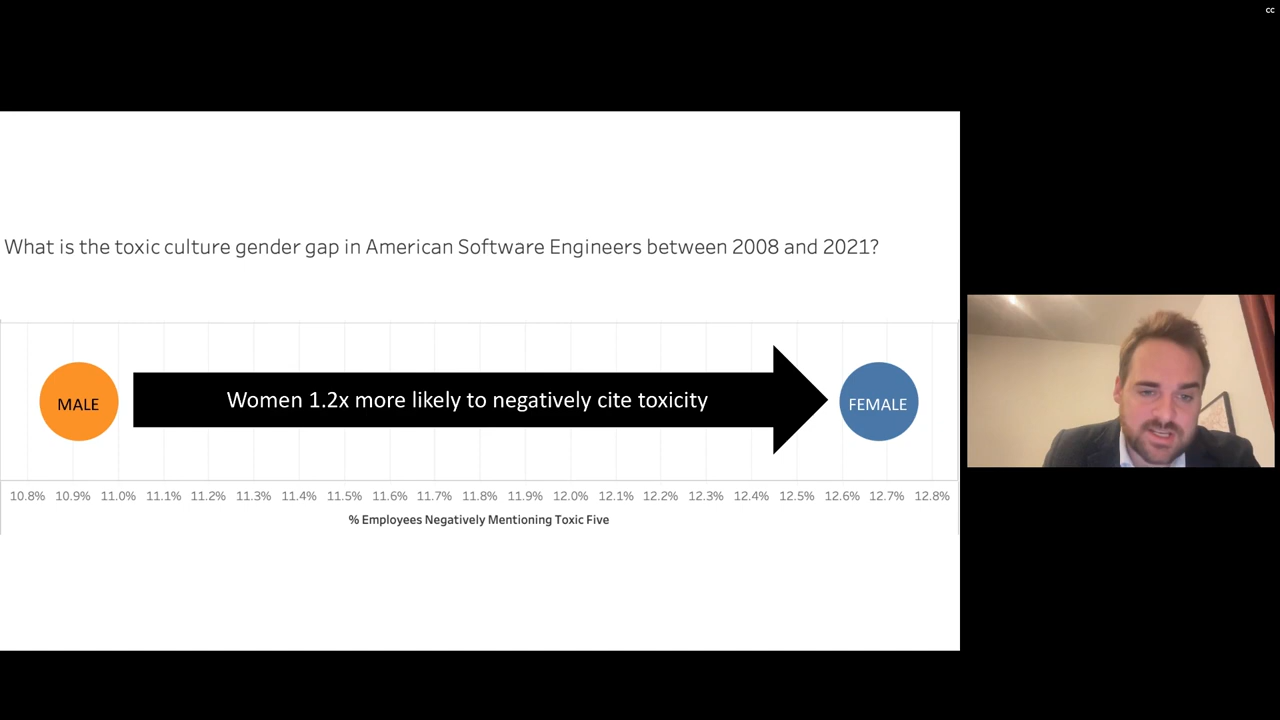 cc
What is the toxic culture gender gap in American Software Engineers between 2008 and 2021?
MALE
Women 1.2x more likely to negatively cite toxicity
FEMALE
10.8% 10.9% 11.0% 11.1% 11.2% 11.3% 11.4% 11.5% 11.6% 11.7% 11.8% 11.9% 12.0% 12.1% 12.2% 12.3% 12.4% 12.5% 12.6% 12.7% 12.8%
% Employees Negatively Mentioning Toxic Five